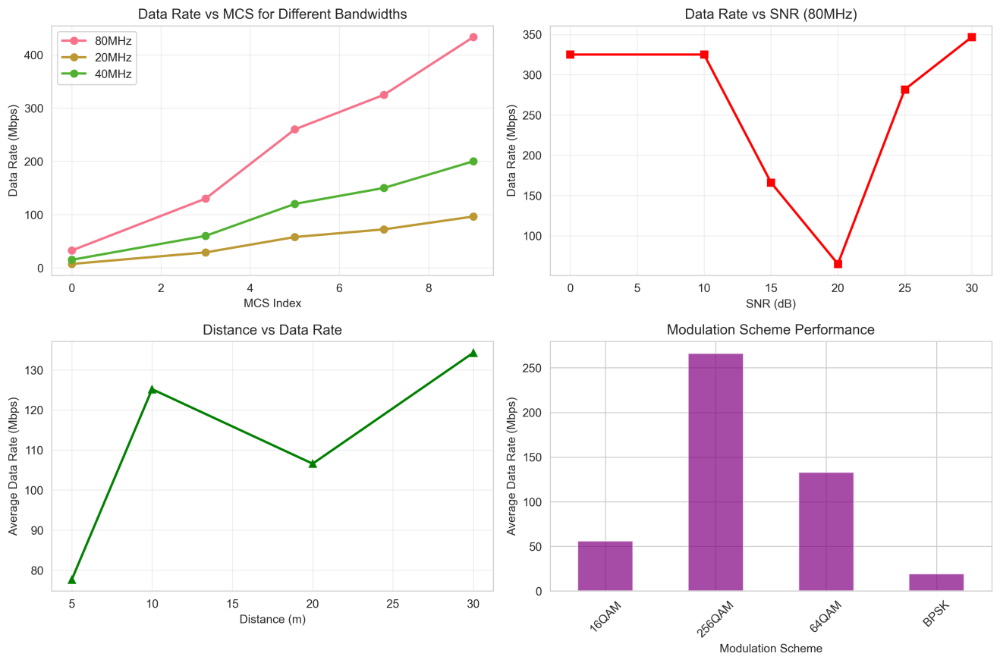 Data Rate vs MCS for Different Bandwidths
Data Rate (Mbps)
400
300
200
100
0
80MHz
20MHz
40MHz
0 2 4 6 8
MCS Index
Data Rate vs SNR (80MHz)
Data Rate (Mbps)
350
300
250
200
150
100
0 5 10 15 20 25 30
SNR (dB)
Distance vs Data Rate
Average Data Rate (Mbps)
130
120
110
100
90
80
5 10 15 20 25 30
Distance (m)
Modulation Scheme Performance
Average Data Rate (Mbps)
250
200
150
100
50
0
16QAM 256QAM 64QAM BPSK
Modulation Scheme